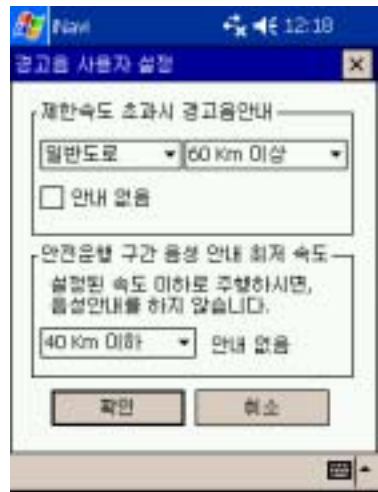 iNavi 12:18
경고음 사용자 설정
제한속도 초과시 경고음안내
일반도로 60 Km 이상
안내 없음
안전운행 구간 음성 안내 최저 속도
설정된 속도 이하로 주행하시면,
음성안내를 하지 않습니다.
40 Km 이하 안내 없음
확인 취소